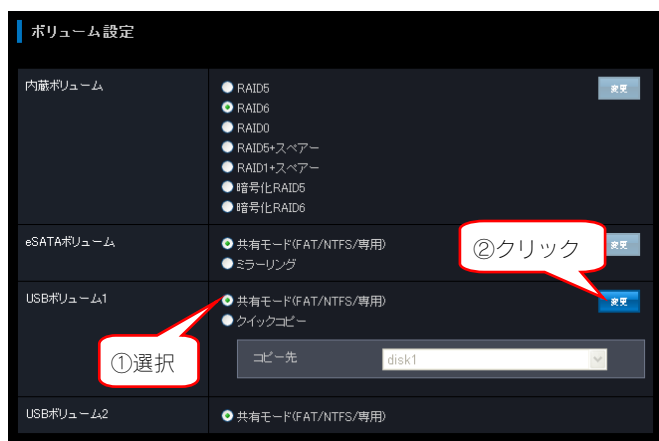 ボリューム設定
内蔵ボリューム
RAID5
変更
RAID6
RAID0
RAID5+スペアー
RAID1+スペアー
暗号化RAID5
暗号化RAID6
eSATAボリューム
共有モード(FAT/NTFS/専用)
②クリック
変更
ミラーリング
USBボリューム1
共有モード(FAT/NTFS/専用)
変更
クイックコピー
①選択
コピー先
disk1
USBボリューム2
共有モード(FAT/NTFS/専用)